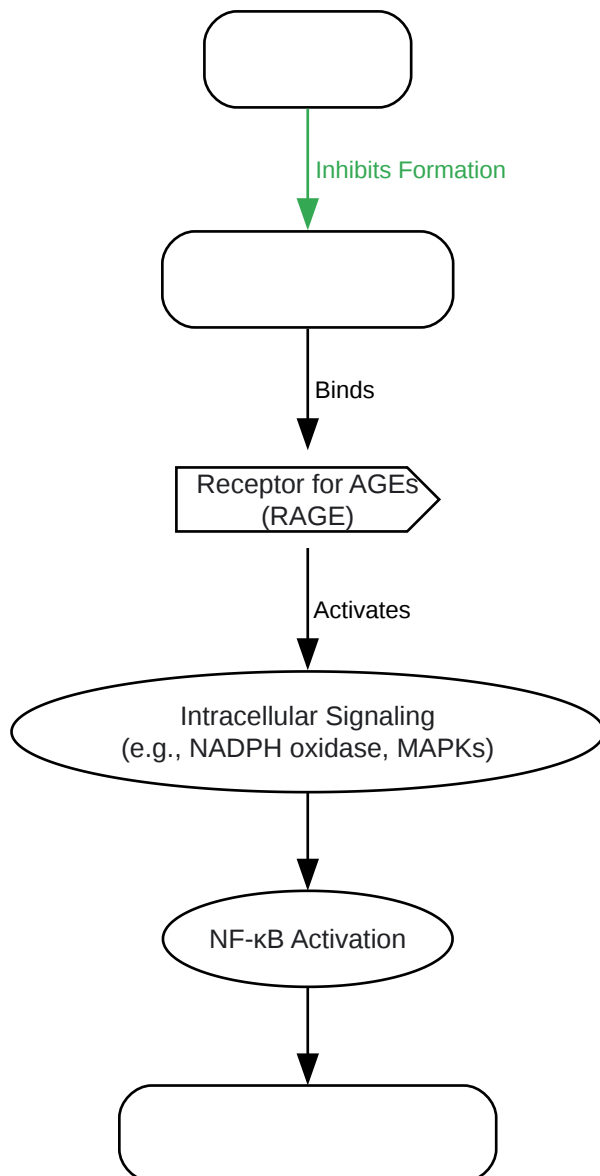 Inhibits Formation
Binds
Receptor for AGEs
(RAGE)
Activates
Intracellular Signaling
(e.g., NADPH oxidase, MAPKs)
NF-κB Activation